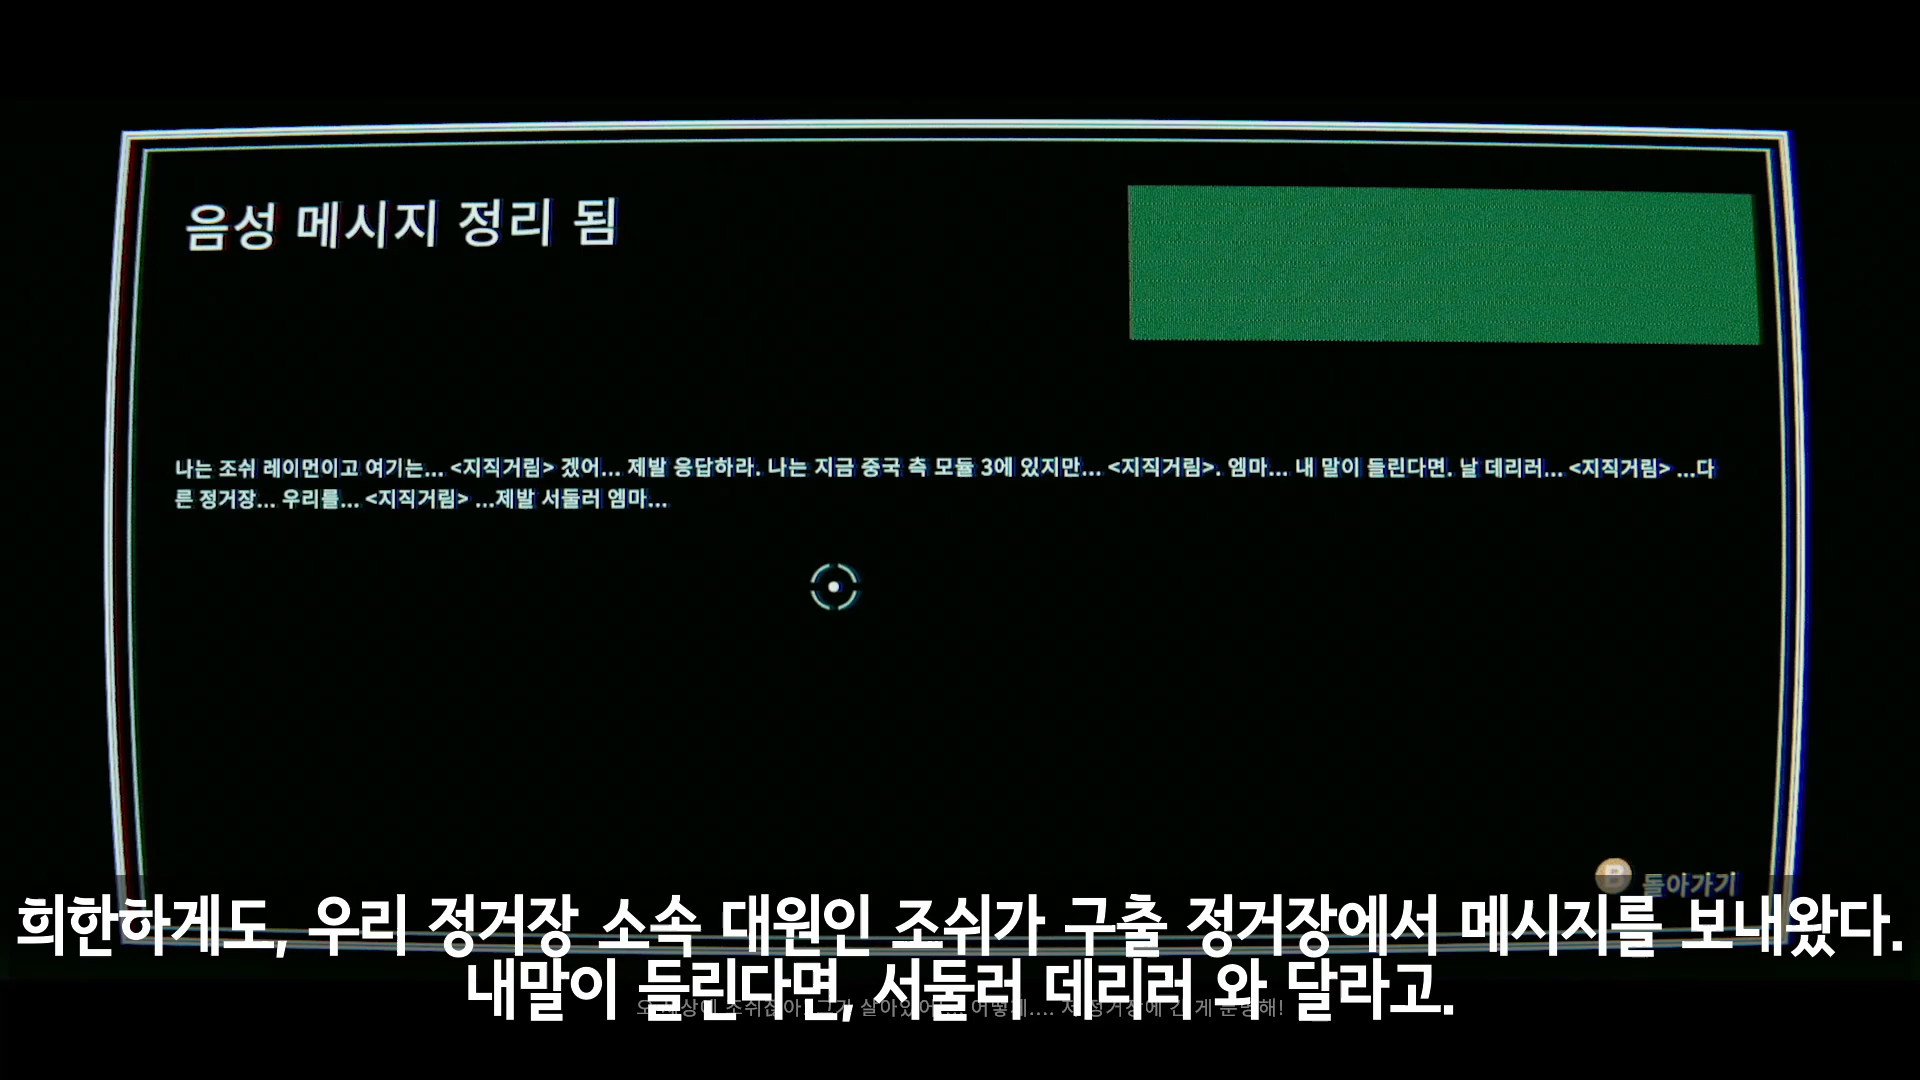 음성 메시지 정리 됨
나는 조쉬 레이먼이고 여기는... <지직거림> 겠어... 제발 응답하라. 나는 지금 중국 측 모듈 3에 있지만... <지직거림>. 엠마... 내 말이 들린다면. 날 데리러... <지직거림> ...다
른 정거장... 우리를... <지직거림> ...제발 서둘러 엠마...
B 돌아가기
희한하게도, 우리 정거장 소속 대원인 조쉬가 구출 정거장에서 메시지를 보내왔다.
내말이 들린다면, 서둘러 데리러 와 달라고.